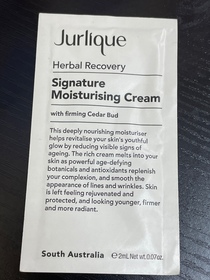 Jurlique
Herbal Recovery
Signature
Moisturising Cream
with firming Cedar Bud
This deeply nourishing moisturiser
helps revitalise your skin's youthful
glow by reducing visible signs of
ageing. The rich cream melts into your
skin as powerful age-defying
botanicals and antioxidants replenish
your complexion, and smooth the
appearance of lines and wrinkles. Skin
is left feeling rejuvenated and
protected, and looking younger, firmer
and more radiant.
South Australia ℮2mL Net wt. 0.07oz.